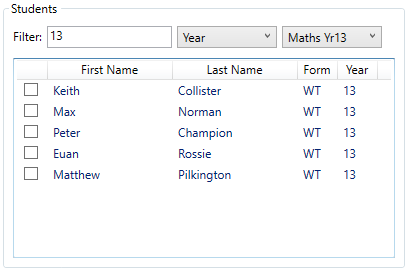 Students
Filter: 13 Year Maths Yr13
First Name Last Name Form Year
Keith Collister WT 13
Max Norman WT 13
Peter Champion WT 13
Euan Rossie WT 13
Matthew Pilkington WT 13